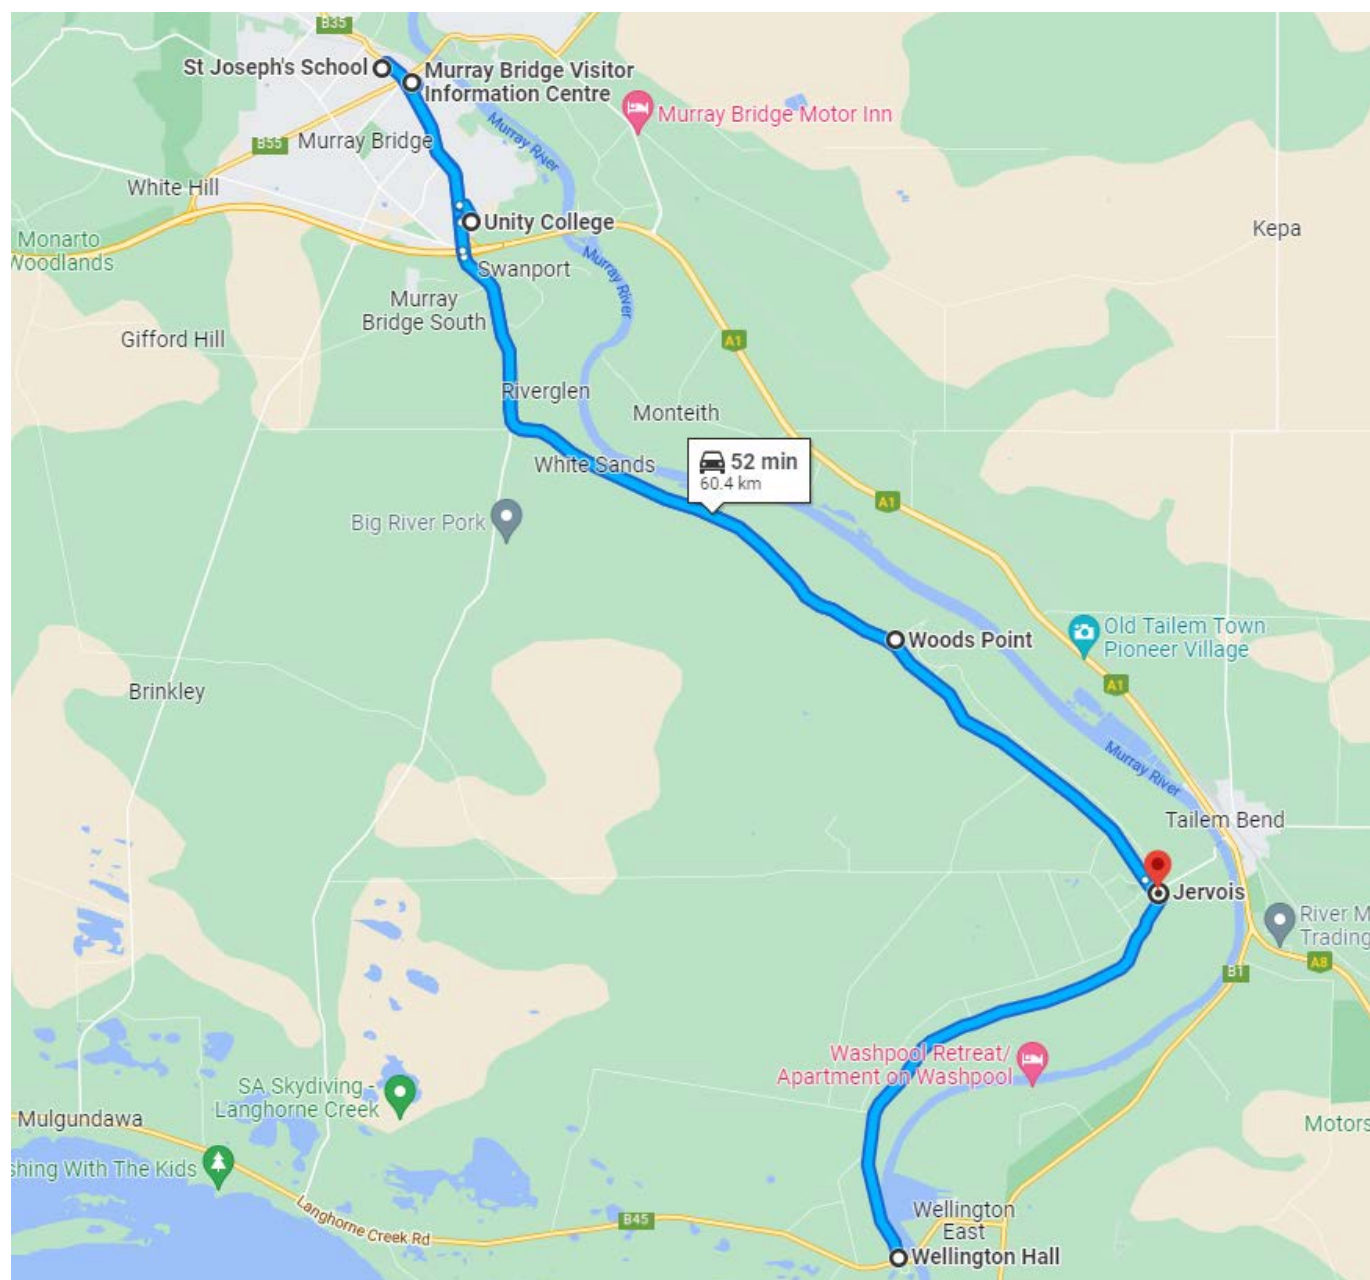 B35
St Joseph's School
Murray Bridge Visitor
Information Centre
Murray Bridge Motor Inn
Murray River
B55
Murray Bridge
White Hill
Unity College
Kepa
Monarto
Woodlands
Swanport
Murray River
Murray
Bridge South
Gifford Hill
A1
Riverglen
Monteith
52 min
60.4 km
White Sands
A1
Big River Pork
Old Tailem Town
Pioneer Village
Woods Point
A1
Brinkley
Murray River
Tailem Bend
Jervois
River M
Trading
A8
B1
Washpool Retreat/
Apartment on Washpool
SA Skydiving -
Langhorne Creek
Mulgundawa
Motors
shing With The Kids
Langhorne Creek Rd
B45
Wellington
East
Wellington Hall